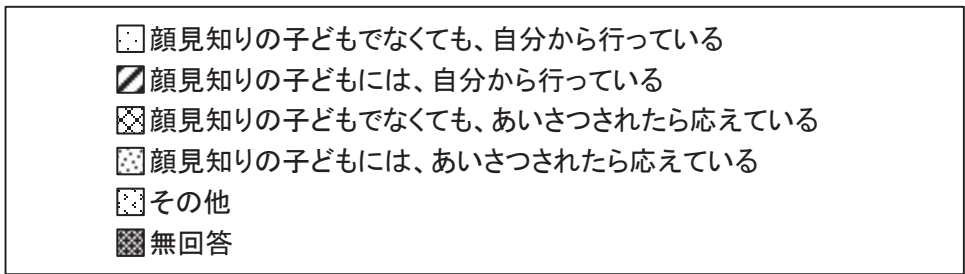 顔見知りの子どもでなくても、自分から行っている
顔見知りの子どもには、自分から行っている
顔見知りの子どもでなくても、あいさつされたら応えている
顔見知りの子どもには、あいさつされたら応えている
その他
無回答